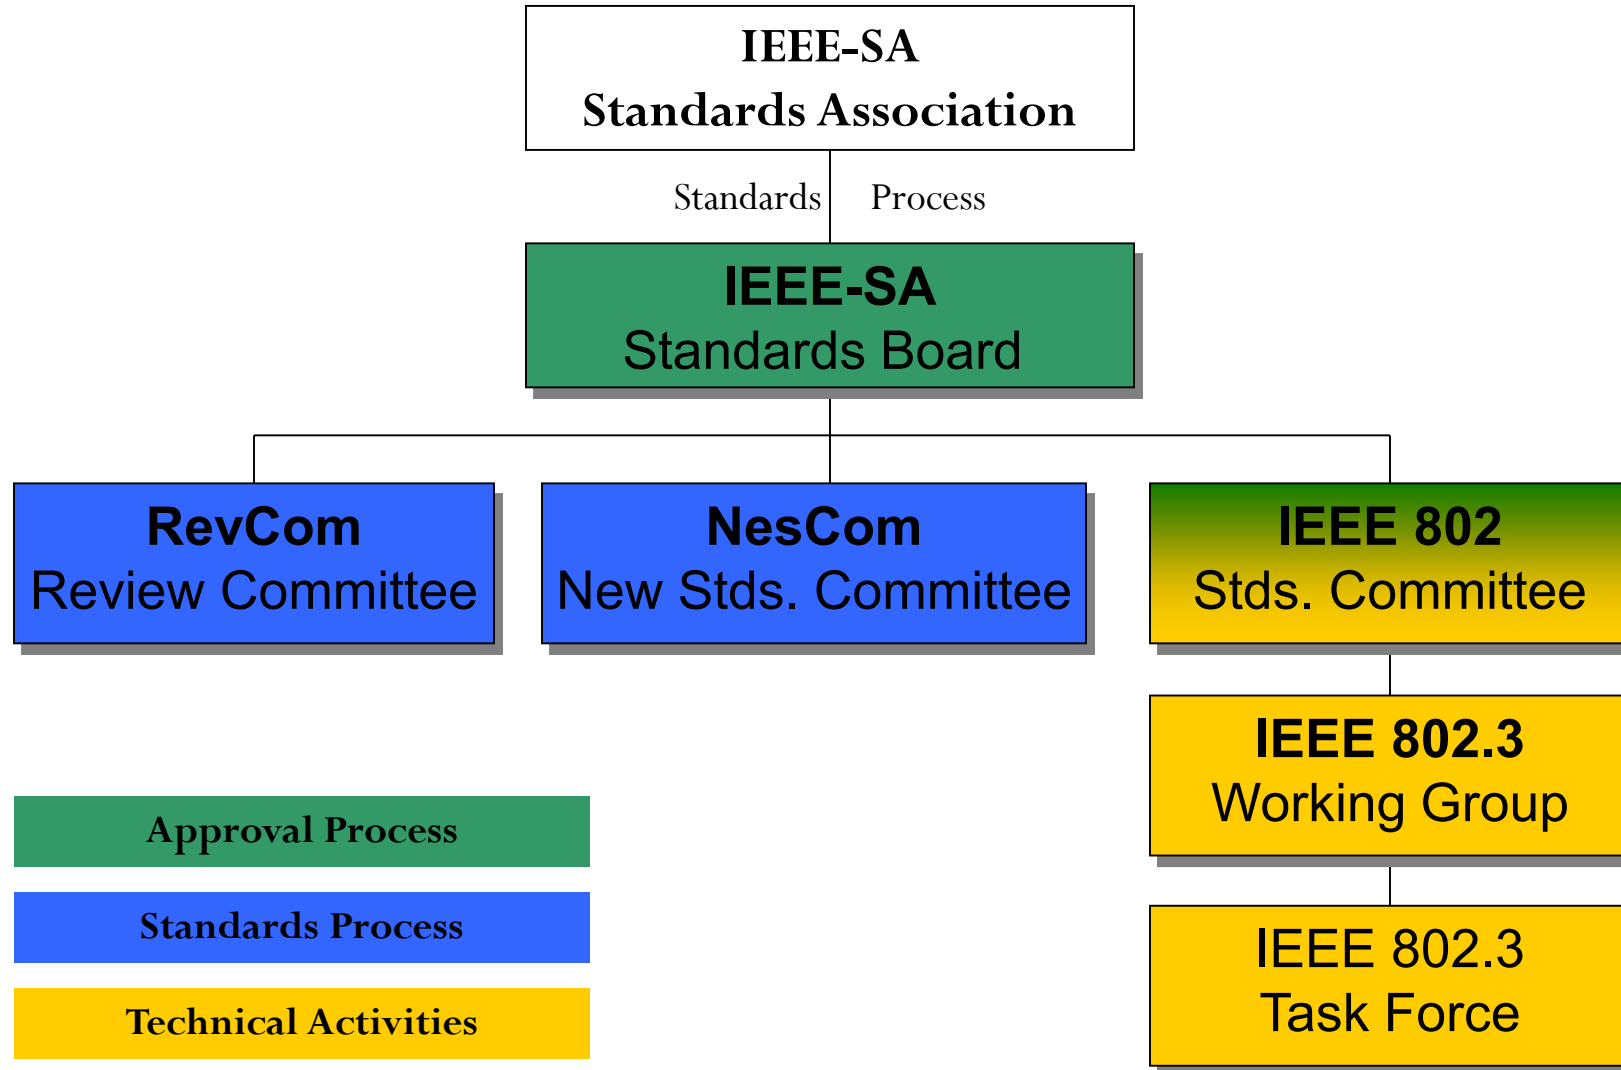 IEEE-SA
Standards Association
Standards Process
IEEE-SA
Standards Board
RevCom
Review Committee
NesCom
New Stds. Committee
IEEE 802
Stds. Committee
IEEE 802.3
Working Group
IEEE 802.3
Task Force
Approval Process
Standards Process
Technical Activities